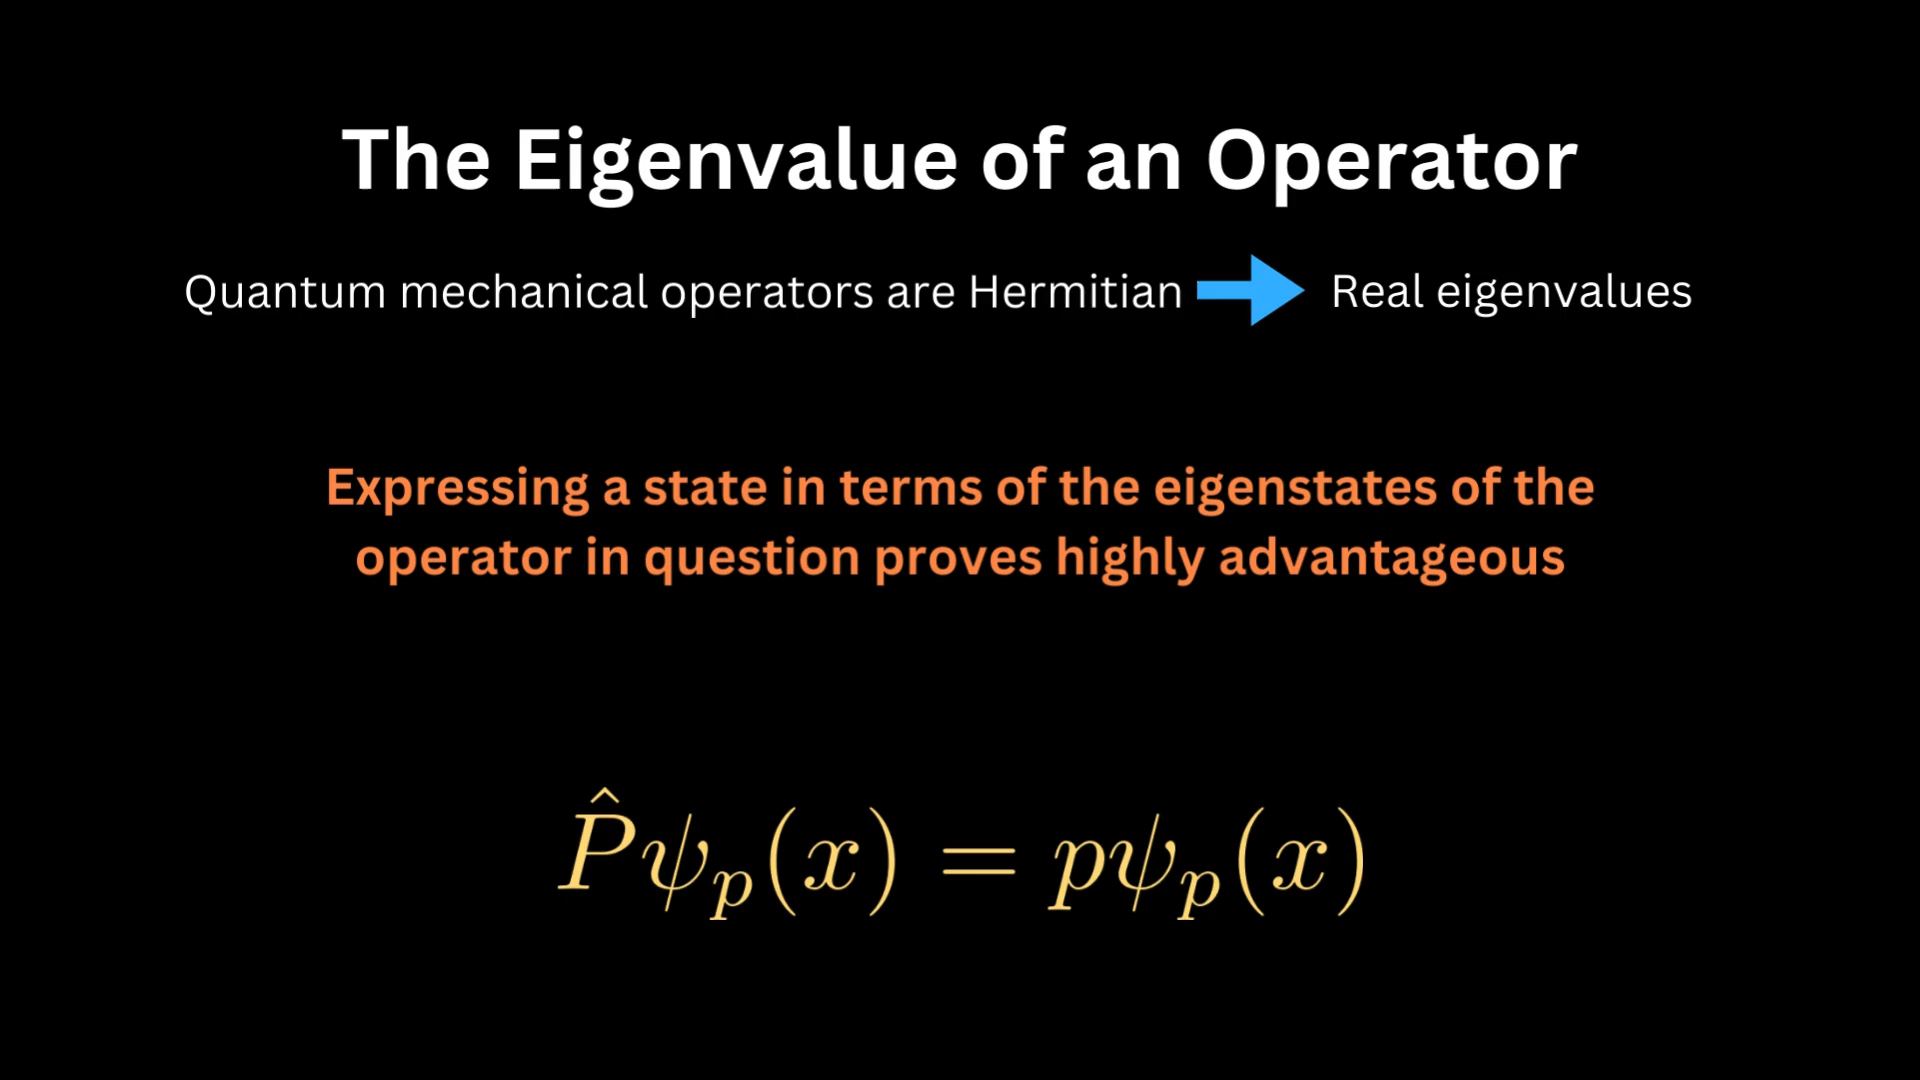 The Eigenvalue of an Operator
Quantum mechanical operators are Hermitian Real eigenvalues
Expressing a state in terms of the eigenstates of the
operator in question proves highly advantageous
P̂ψₚ(x) = pψₚ(x)